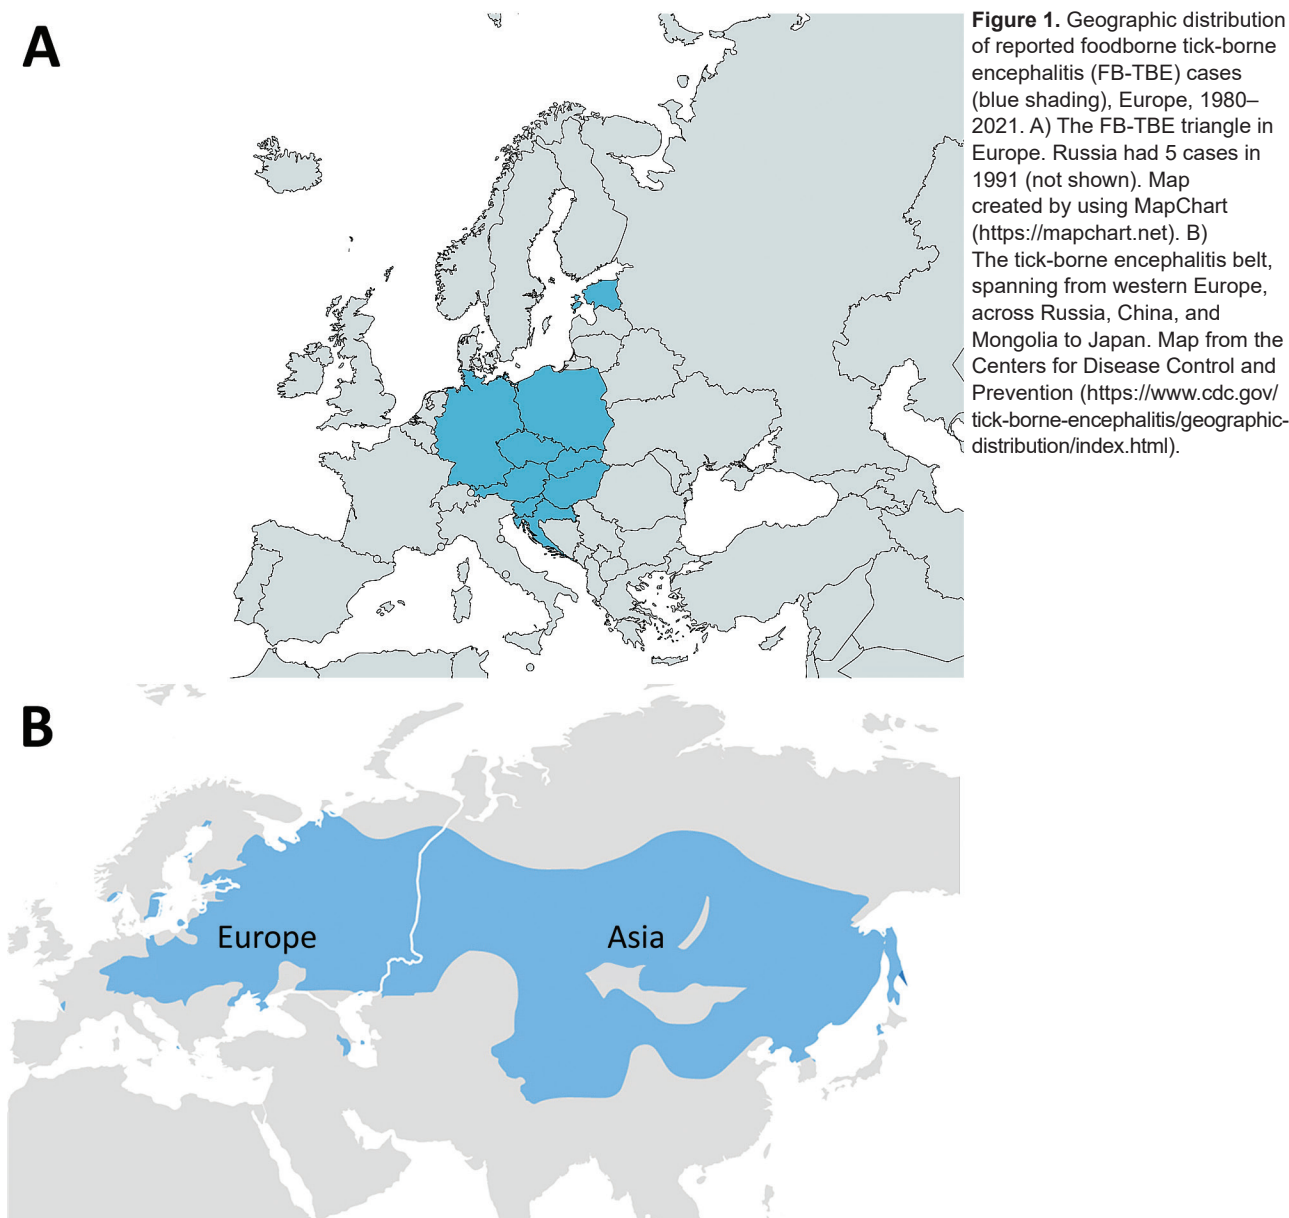 A
Figure 1. Geographic distribution
of reported foodborne tick-borne
encephalitis (FB-TBE) cases
(blue shading), Europe, 1980–
2021. A) The FB-TBE triangle in
Europe. Russia had 5 cases in
1991 (not shown). Map
created by using MapChart
(https://mapchart.net). B)
The tick-borne encephalitis belt,
spanning from western Europe,
across Russia, China, and
Mongolia to Japan. Map from the
Centers for Disease Control and
Prevention (https://www.cdc.gov/
tick-borne-encephalitis/geographic-
distribution/index.html).
B
Europe
Asia